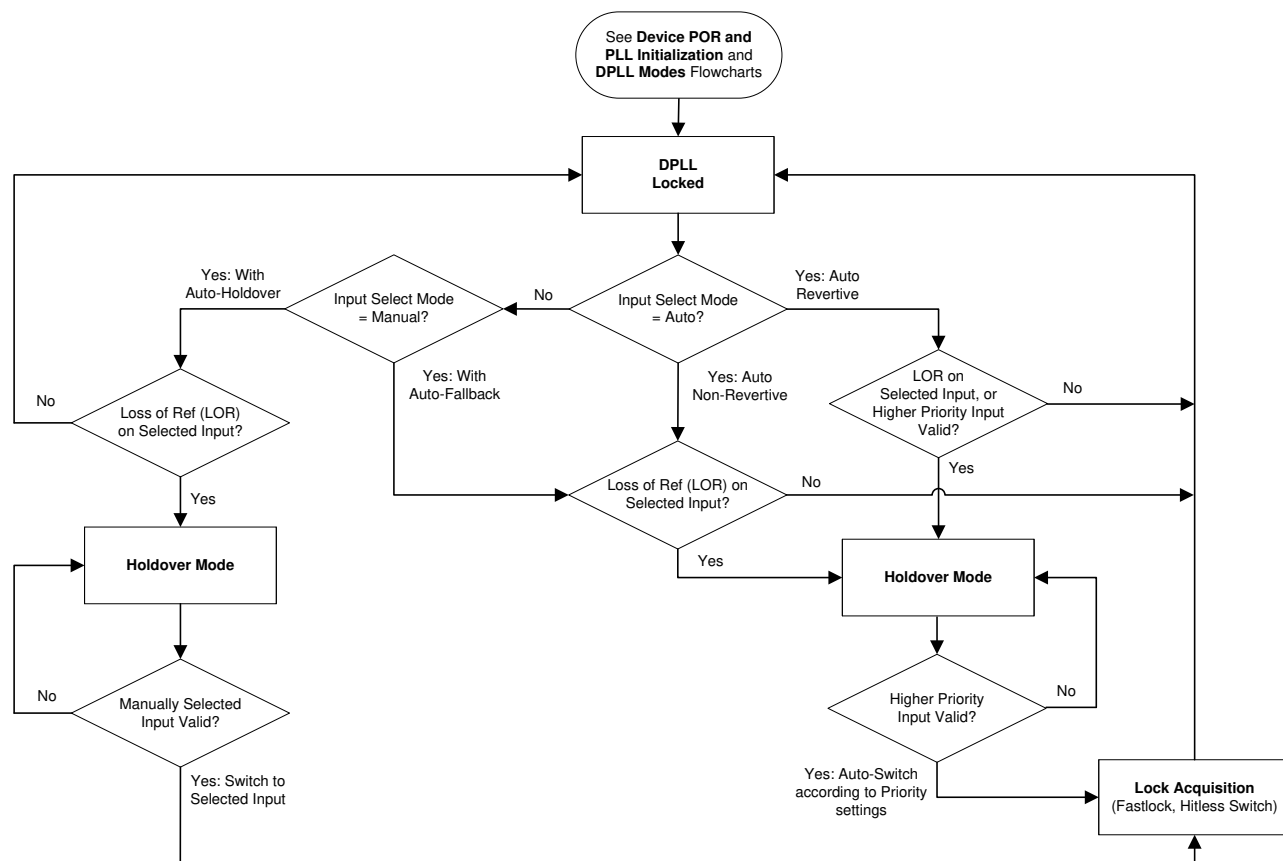 See Device POR and
PLL Initialization and
DPLL Modes Flowcharts
DPLL
Locked
Yes: With
Auto-Holdover
Input Select Mode
= Manual?
No
Input Select Mode
= Auto?
Yes: Auto
Revertive
Yes: With
Auto-Fallback
Yes: Auto
Non-Revertive
LOR on
Selected Input, or
Higher Priority Input
Valid?
No
No
Loss of Ref (LOR)
on Selected Input?
Yes
Loss of Ref (LOR) on
Selected Input?
No
Yes
Yes
Holdover Mode
Holdover Mode
No
Manually Selected
Input Valid?
Higher Priority
Input Valid?
No
Yes: Switch to
Selected Input
Yes: Auto-Switch
according to Priority
settings
Lock Acquisition
(Fastlock, Hitless Switch)